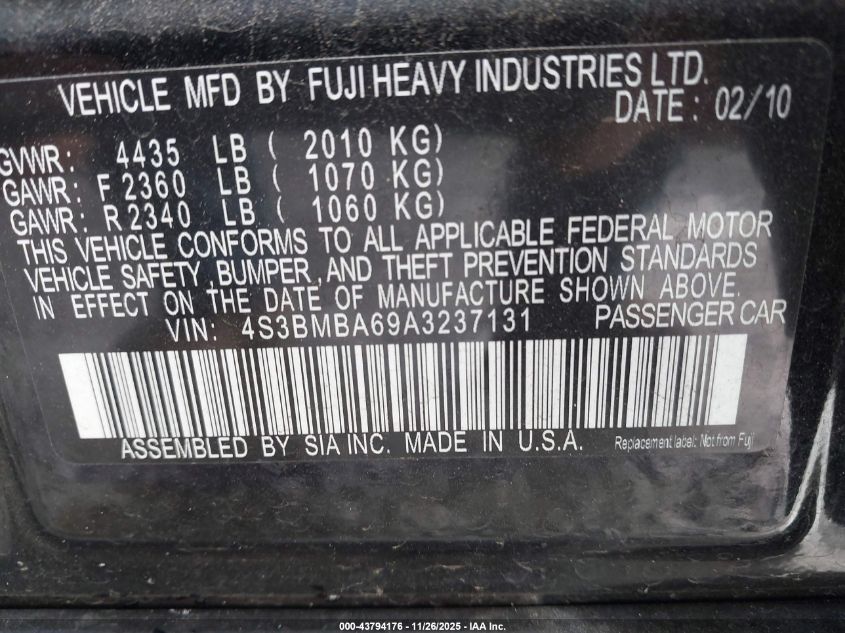 VEHICLE MFD BY FUJI HEAVY INDUSTRIES LTD.
DATE: 02/10
GVWR: 4435 LB ( 2010 KG)
GAWR: F 2360 LB ( 1070 KG)
GAWR: R 2340 LB ( 1060 KG)
THIS VEHICLE CONFORMS TO ALL APPLICABLE FEDERAL MOTOR
VEHICLE SAFETY, BUMPER, AND THEFT PREVENTION STANDARDS
IN EFFECT ON THE DATE OF MANUFACTURE SHOWN ABOVE.
VIN: 4S3BMBA69A3237131 PASSENGER CAR
ASSEMBLED BY SIA INC. MADE IN U.S.A. Replacement label: Not from Fuji
000-43794176 - 11/26/2025 - IAA Inc.